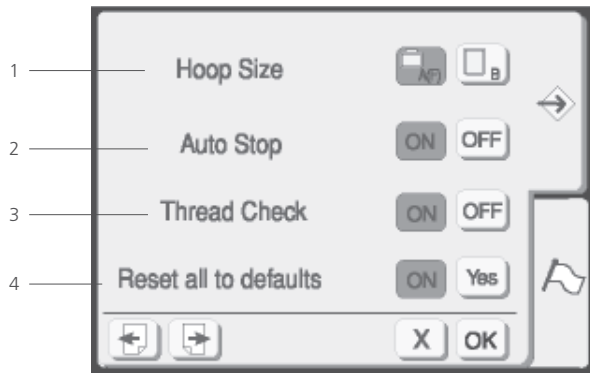 1 Hoop Size A(F) B
2 Auto Stop ON OFF
3 Thread Check ON OFF
4 Reset all to defaults ON Yes
X OK